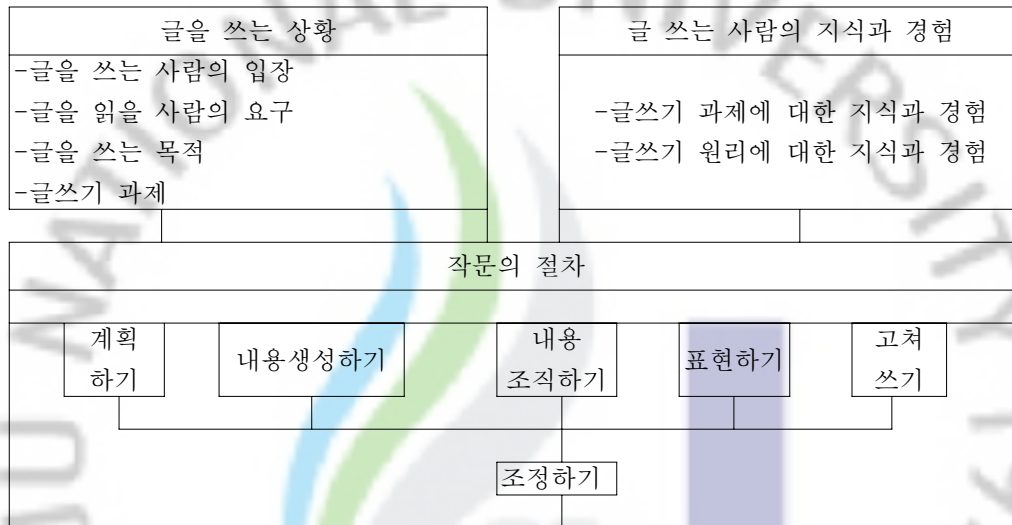 글을 쓰는 상황
-글을 쓰는 사람의 입장
-글을 읽을 사람의 요구
-글을 쓰는 목적
-글쓰기 과제
글 쓰는 사람의 지식과 경험
-글쓰기 과제에 대한 지식과 경험
-글쓰기 원리에 대한 지식과 경험
작문의 절차
계획
하기
내용생성하기
내용
조직하기
표현하기
고쳐
쓰기
조정하기
NATIONAL UNIVERSITY